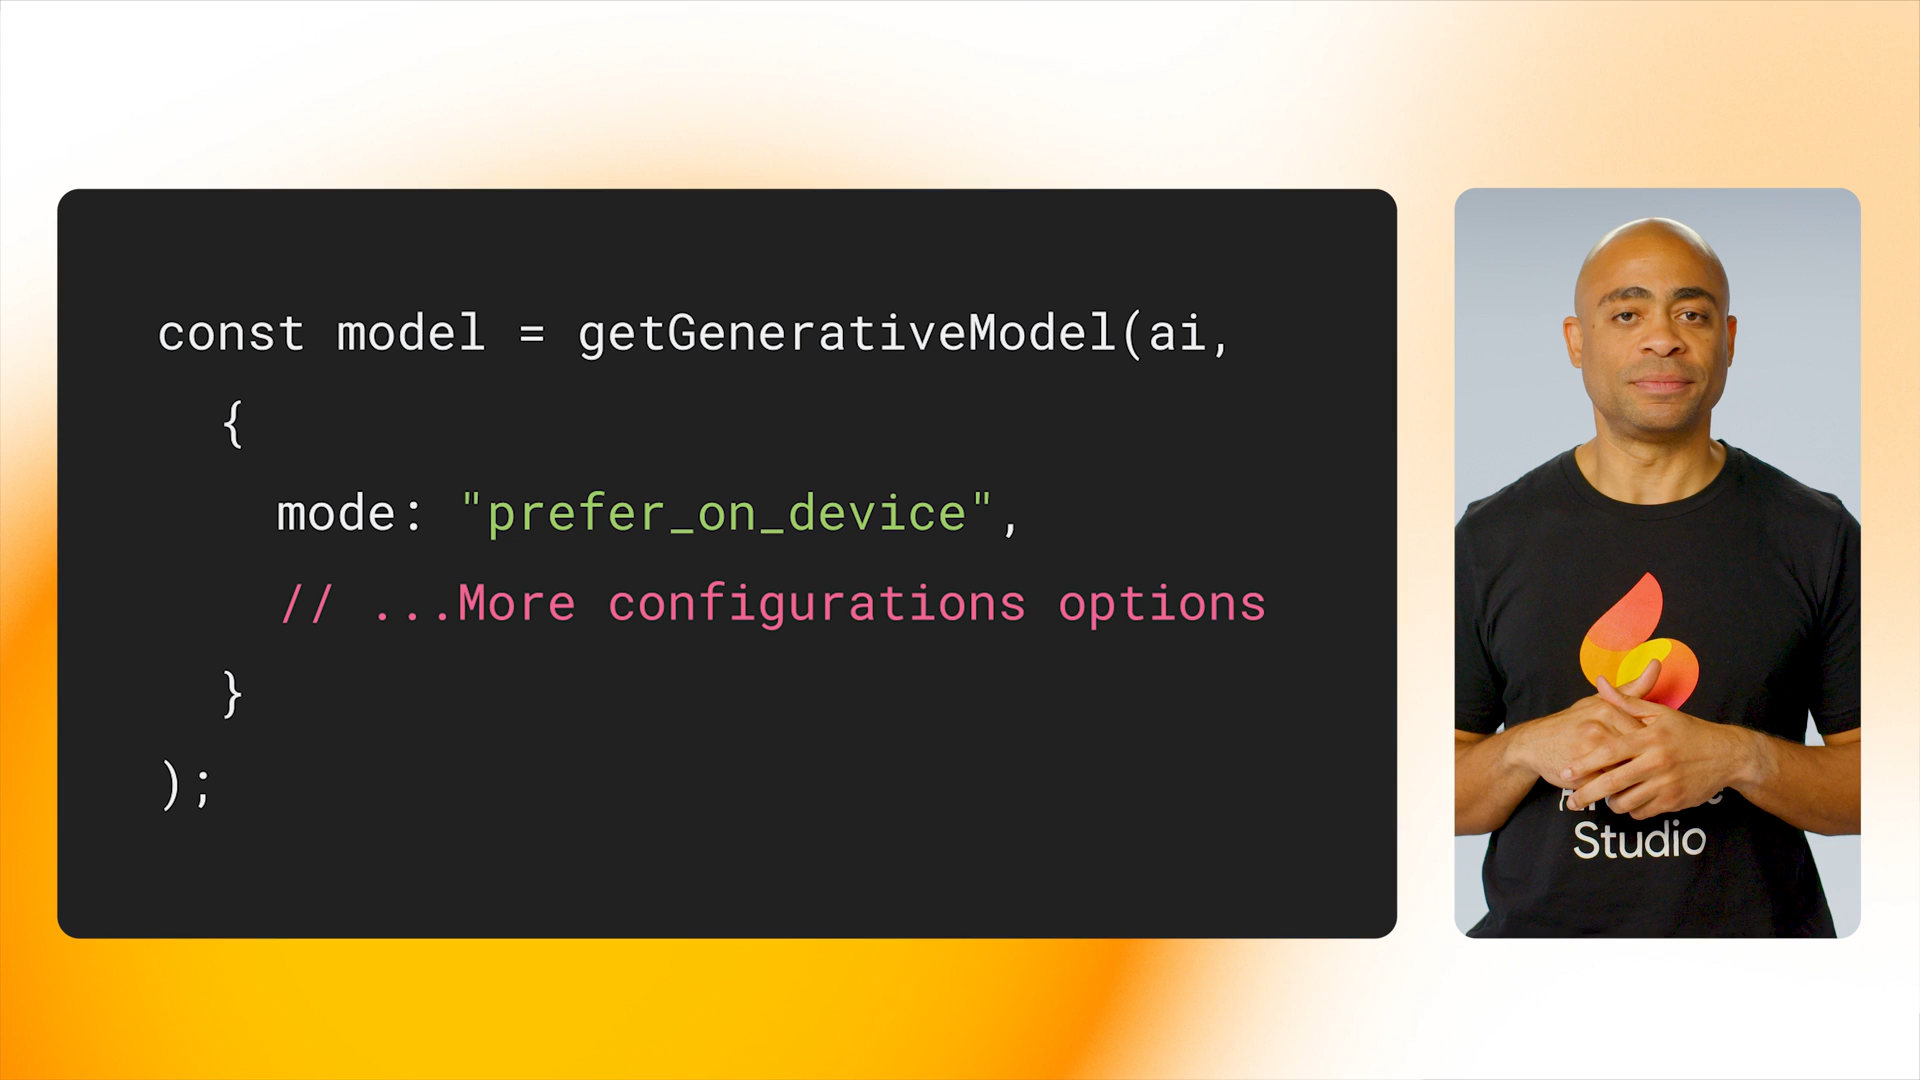 const model = getGenerativeModel(ai,
{
mode: "prefer_on_device",
// ...More configurations options
}
);
Studio